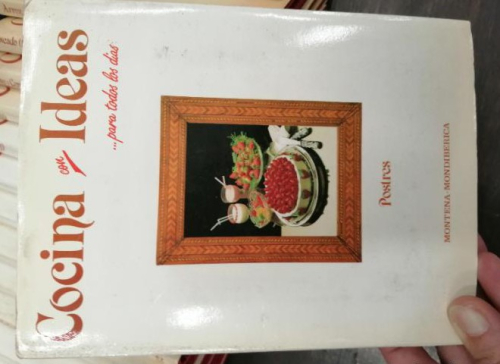 Cocina con Ideas
...para todos los días
Postres
MONTENA-MONDIBERICA